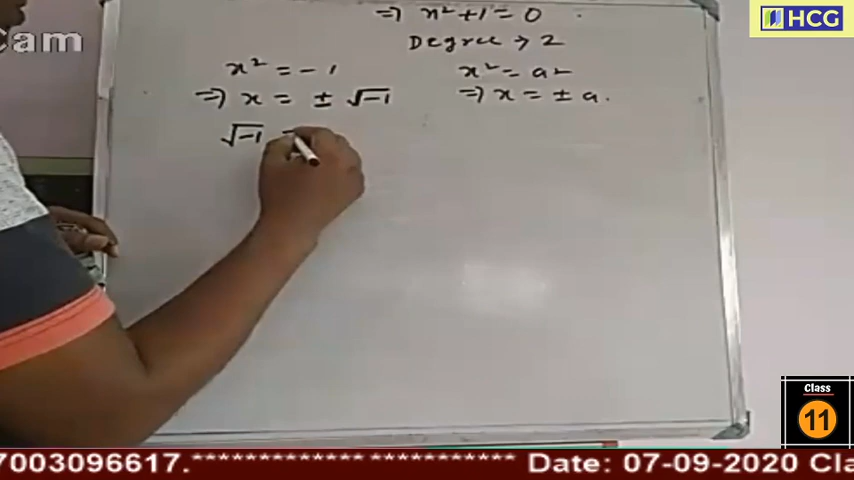 ⇒ x² + 1 = 0
Degree → 2
x² = -1
⇒ x = ± √-1
x² = a²
⇒ x = ± a.
√-1 =
Cam
HCG
Class
11
7003096617.************ *********** Date: 07-09-2020 Cla